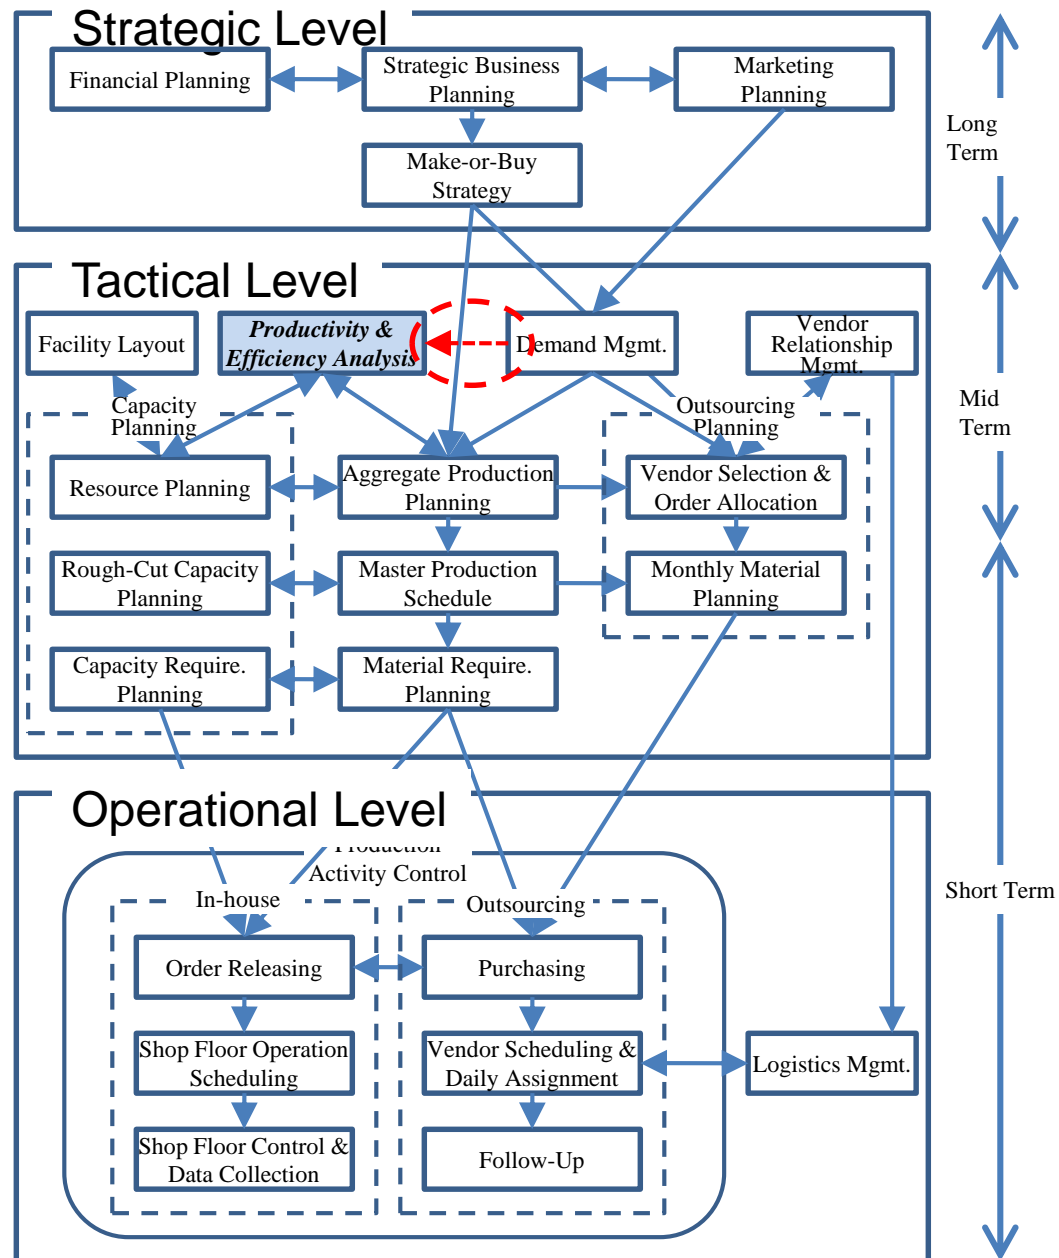 Strategic Level
Financial Planning
Strategic Business
Planning
Marketing
Planning
Make-or-Buy
Strategy
Long
Term
Tactical Level
Facility Layout
Productivity &
Efficiency Analysis
Demand Mgmt.
Vendor
Relationship
Mgmt.
Capacity
Planning
Outsourcing
Planning
Mid
Term
Resource Planning
Aggregate Production
Planning
Vendor Selection &
Order Allocation
Rough-Cut Capacity
Planning
Master Production
Schedule
Monthly Material
Planning
Capacity Require.
Planning
Material Require.
Planning
Operational Level
Production
Activity Control
In-house
Outsourcing
Short Term
Order Releasing
Purchasing
Shop Floor Operation
Scheduling
Vendor Scheduling &
Daily Assignment
Logistics Mgmt.
Shop Floor Control &
Data Collection
Follow-Up